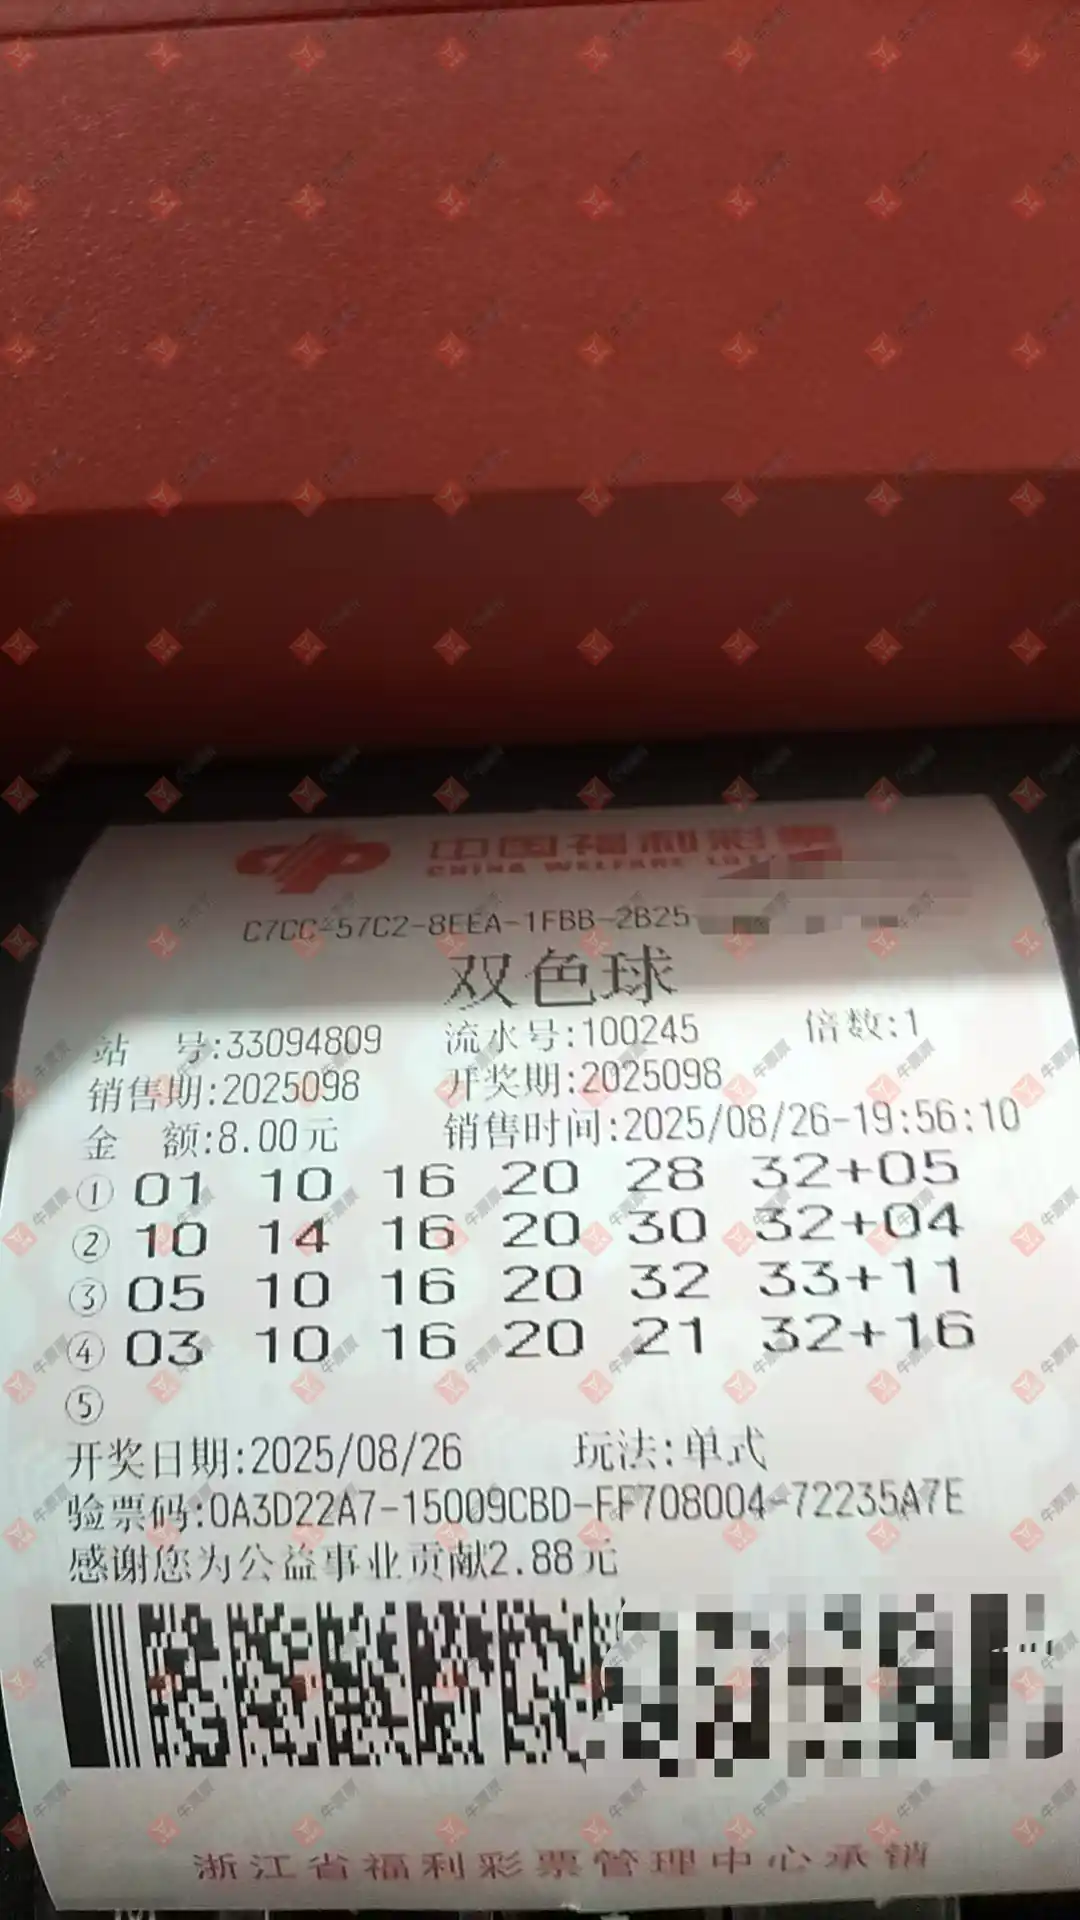 中国福利彩票
CHINA WELFARE
C7CC-57C2-8EEA-1FBB-2B25-
双色球
站 号:33094809 流水号:100245 倍数:1
销售期:2025098 开奖期:2025098
金 额:8.00元 销售时间:2025/08/26-19:56:10
① 01 10 16 20 28 32+05
② 10 14 16 20 30 32+04
③ 05 10 16 20 32 33+11
④ 03 10 16 20 21 32+16
⑤
开奖日期:2025/08/26 玩法:单式
验票码:0A3D22A7-15009CBD-FF708004-72235A7E
感谢您为公益事业贡献2.88元
浙江省福利彩票管理中心承销